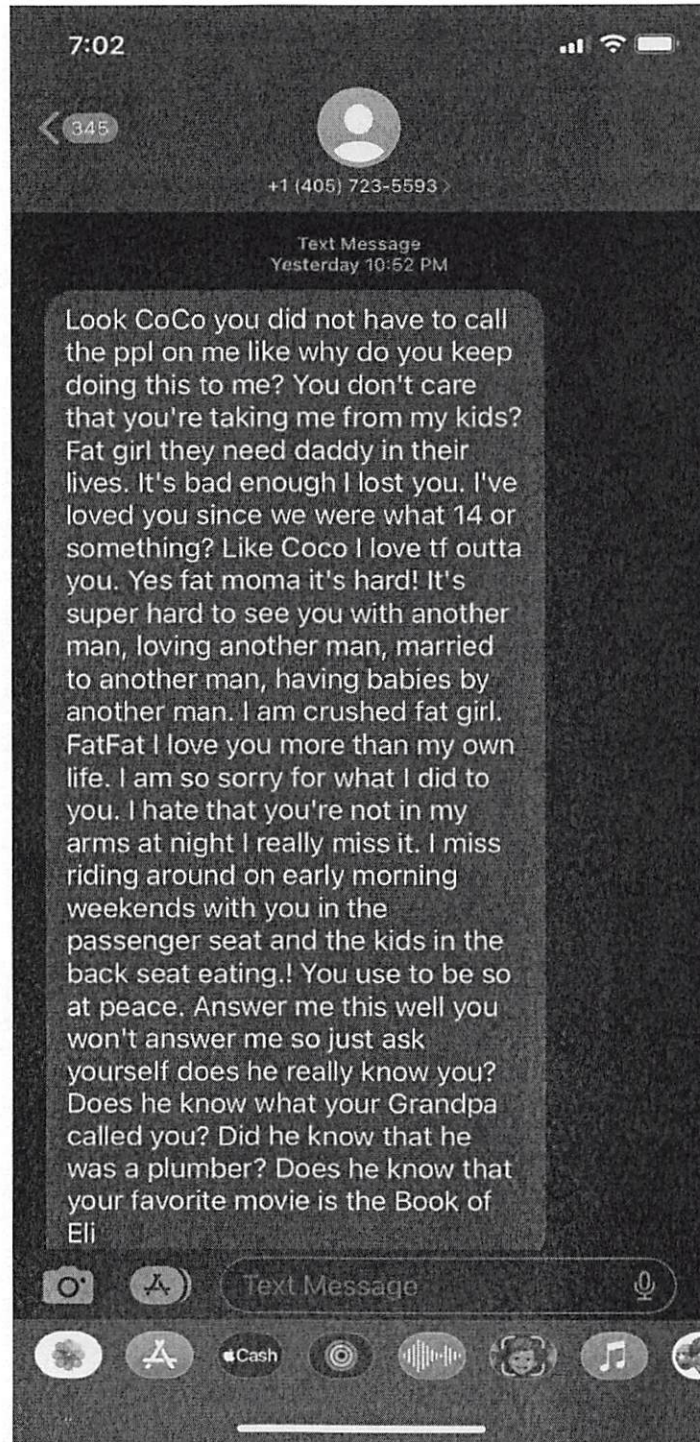 7:02
345
+1 (405) 723-5593
Text Message
Yesterday 10:52 PM
Look CoCo you did not have to call
the ppl on me like why do you keep
doing this to me? You don't care
that you're taking me from my kids?
Fat girl they need daddy in their
lives. It's bad enough I lost you. I've
loved you since we were what 14 or
something? Like Coco I love tf outta
you. Yes fat moma it's hard! It's
super hard to see you with another
man, loving another man, married
to another man, having babies by
another man. I am crushed fat girl.
FatFat I love you more than my own
life. I am so sorry for what I did to
you. I hate that you're not in my
arms at night I really miss it. I miss
riding around on early morning
weekends with you in the
passenger seat and the kids in the
back seat eating.! You use to be so
at peace. Answer me this well you
won't answer me so just ask
yourself does he really know you?
Does he know what your Grandpa
called you? Did he know that he
was a plumber? Does he know that
your favorite movie is the Book of
Eli
Text Message
Cash